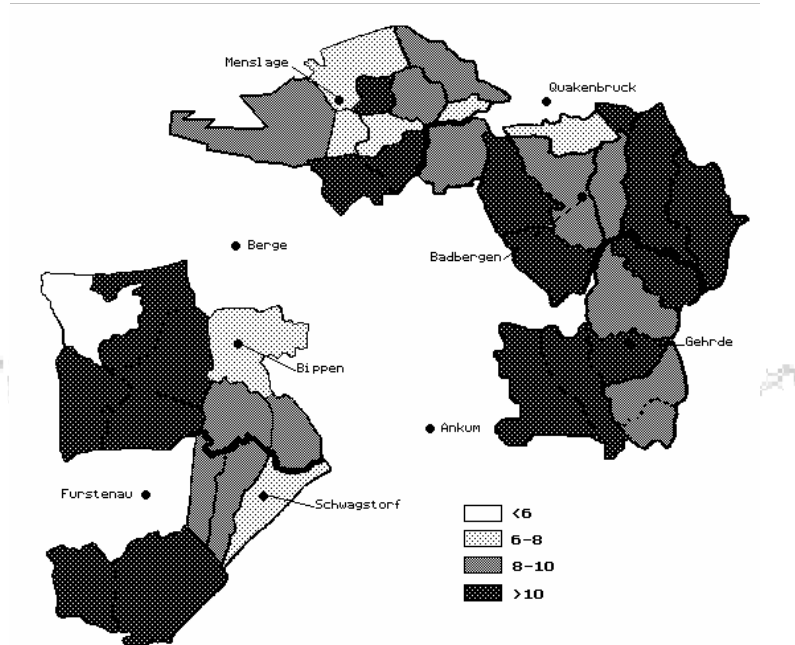 Menslage
Quakenbruck
Berge
Badbergen
Gehrde
Bippen
Ankum
Furstenau
Schwagstorf
<6
6-8
8-10
>10